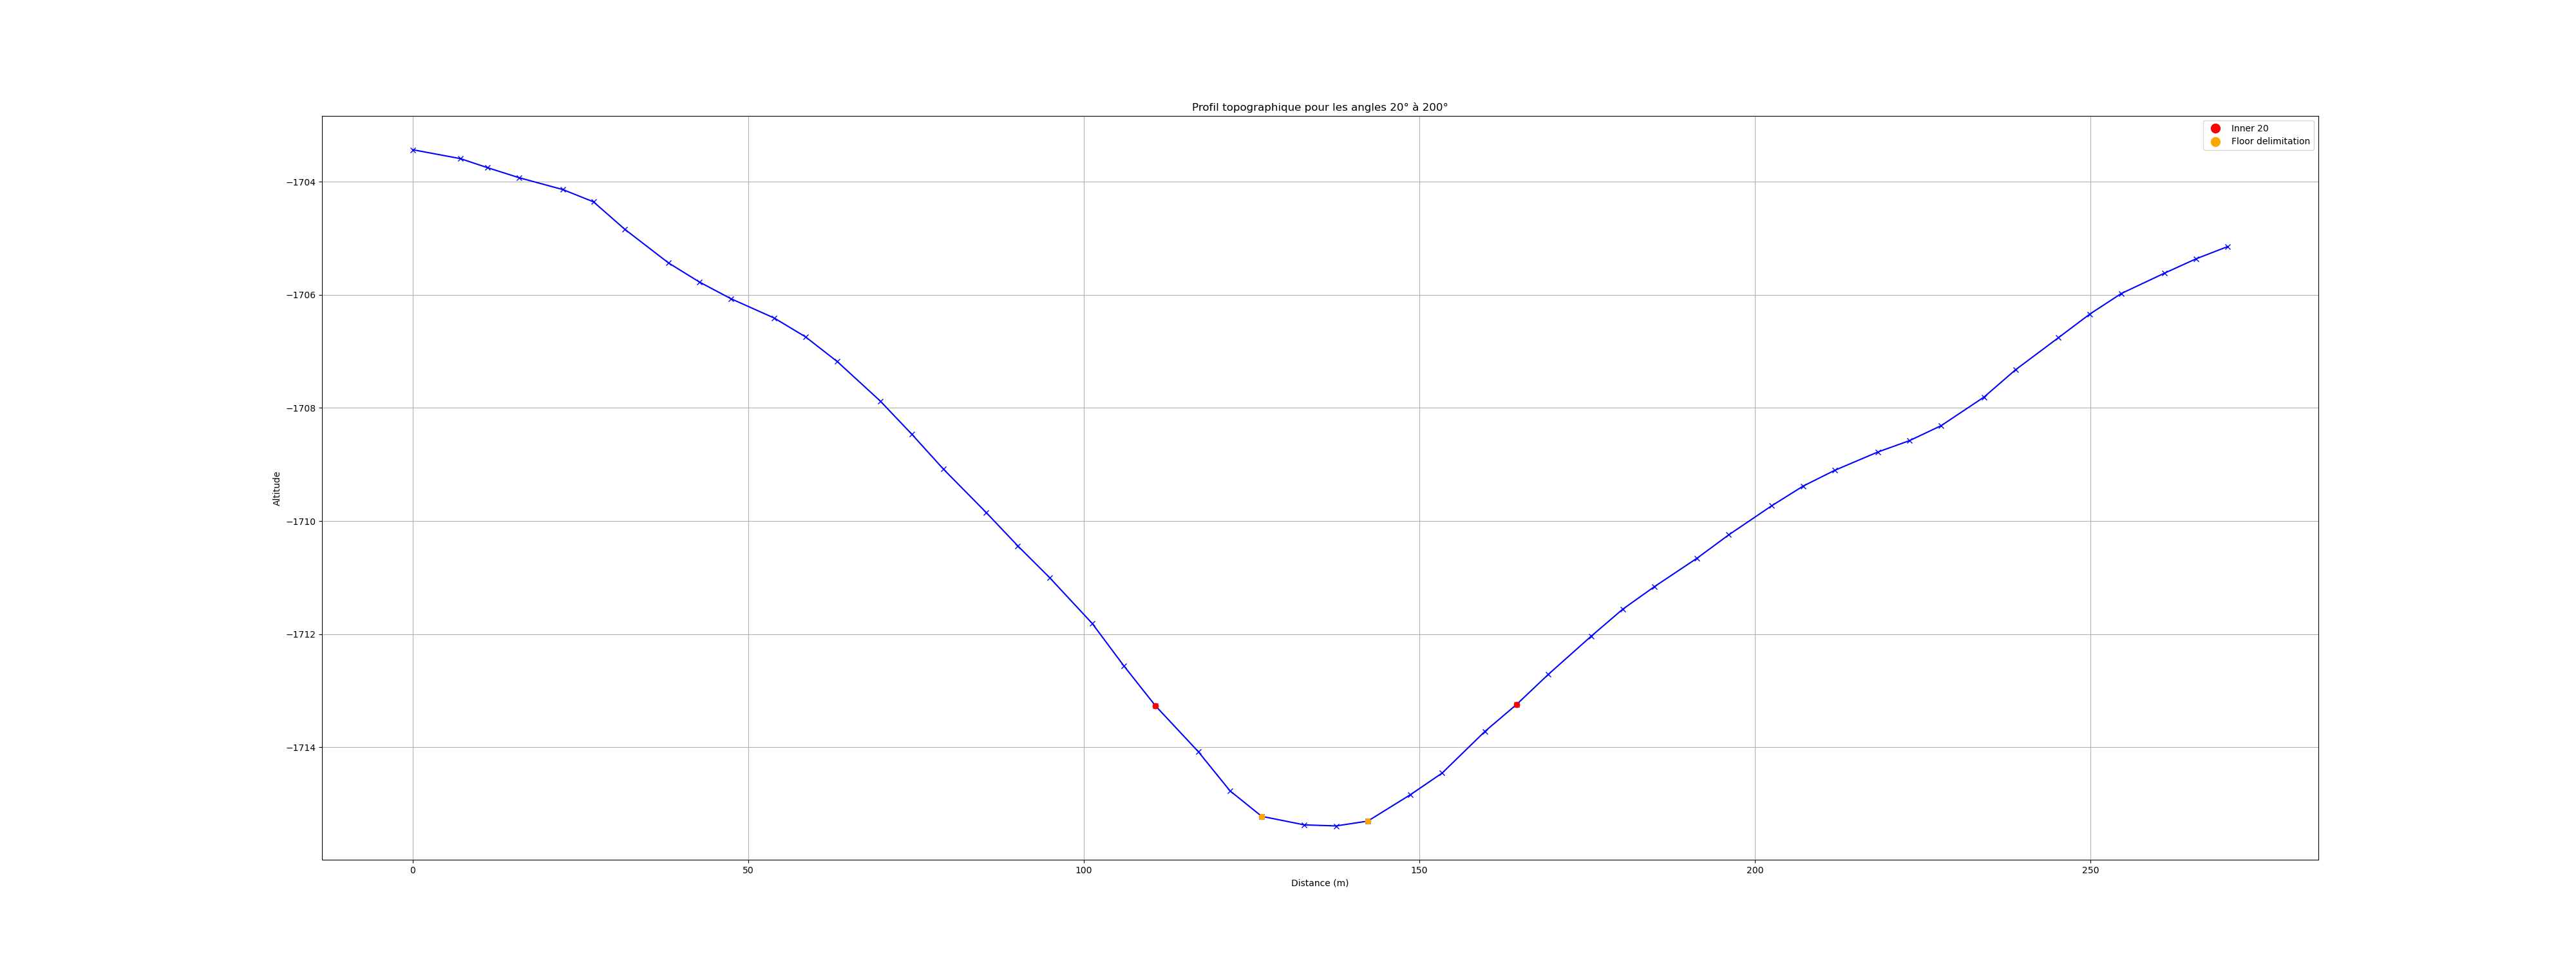 Profil topographique pour les angles 20° à 200°
Inner 20
Floor delimitation
−1704
−1706
−1708
−1710
−1712
−1714
Altitude
0 50 100 150 200 250
Distance (m)